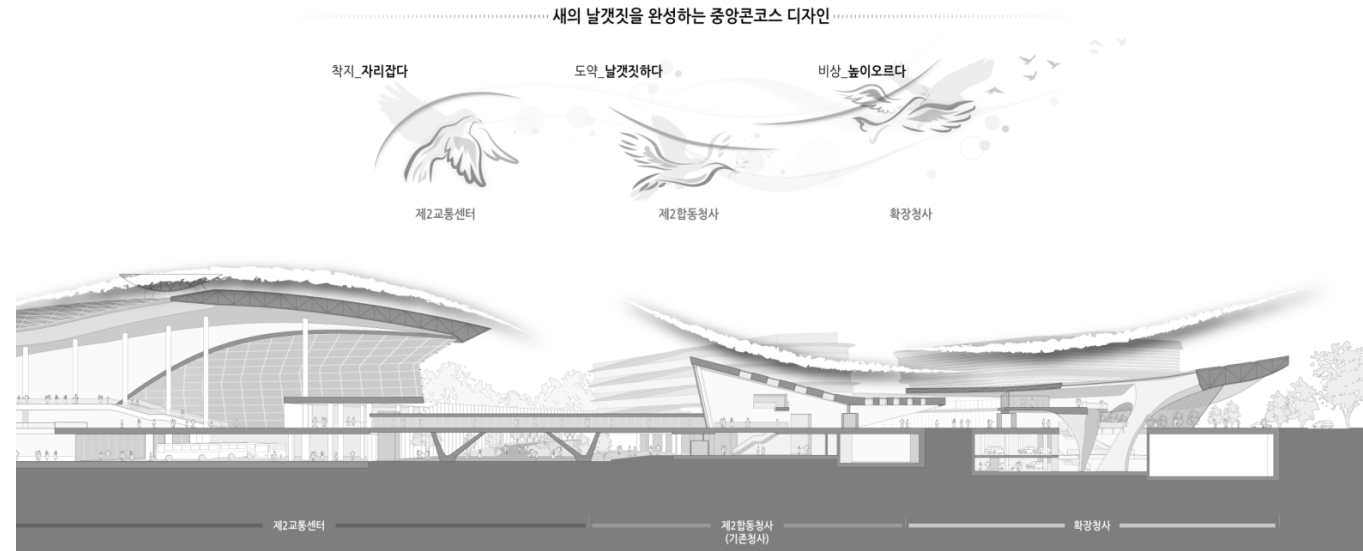 새의 날갯짓을 완성하는 중앙콘코스 디자인
착지_자리잡다
도약_날갯짓하다
비상_높이오르다
제2교통센터
제2합동청사
확장청사
제2교통센터
제2합동청사
(기존청사)
확장청사